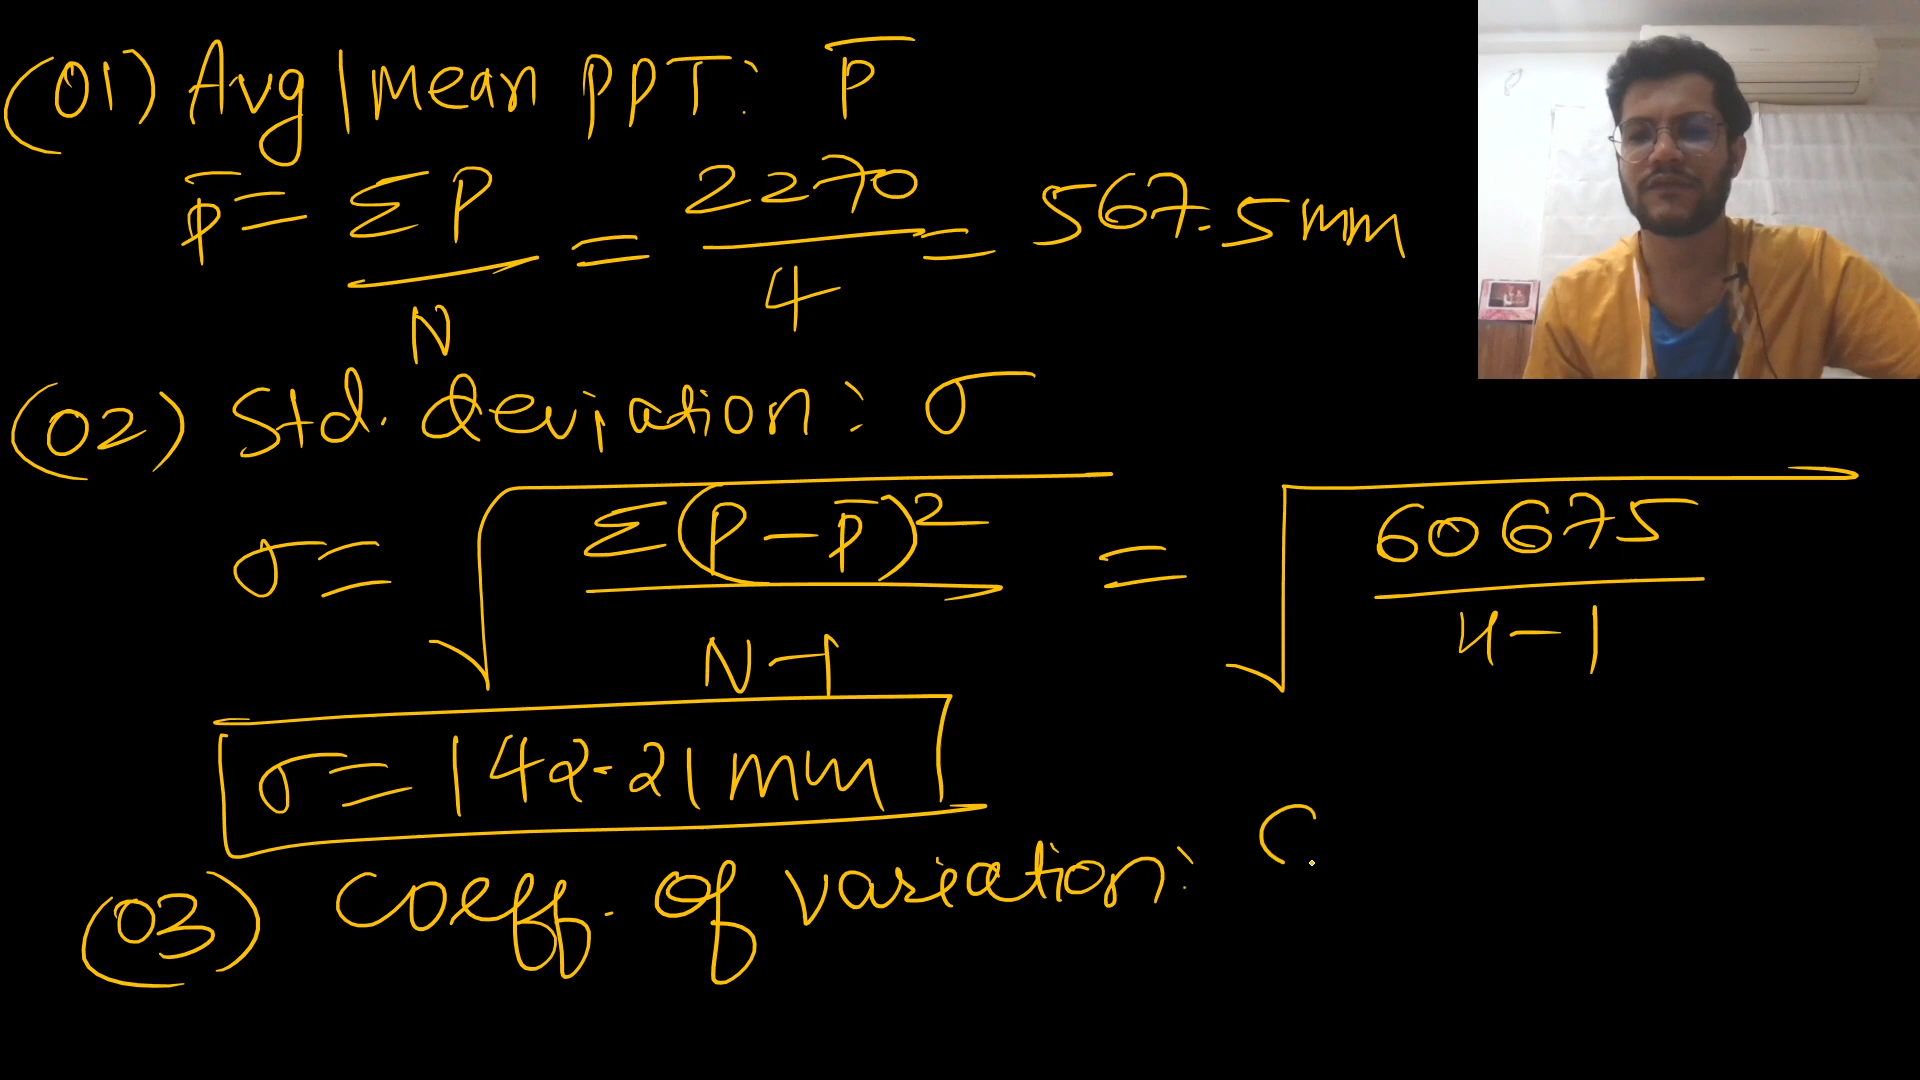 (01) Avg/Mean PPT: P̅
P̅ = ΣP/N = 2270/4 = 567.5 mm
(02) Std. deviation: σ
σ = √(Σ(P-P̅)²/N-1) = √(60675/4-1)
σ = 142.21 mm
(03) Coeff. of variation: C